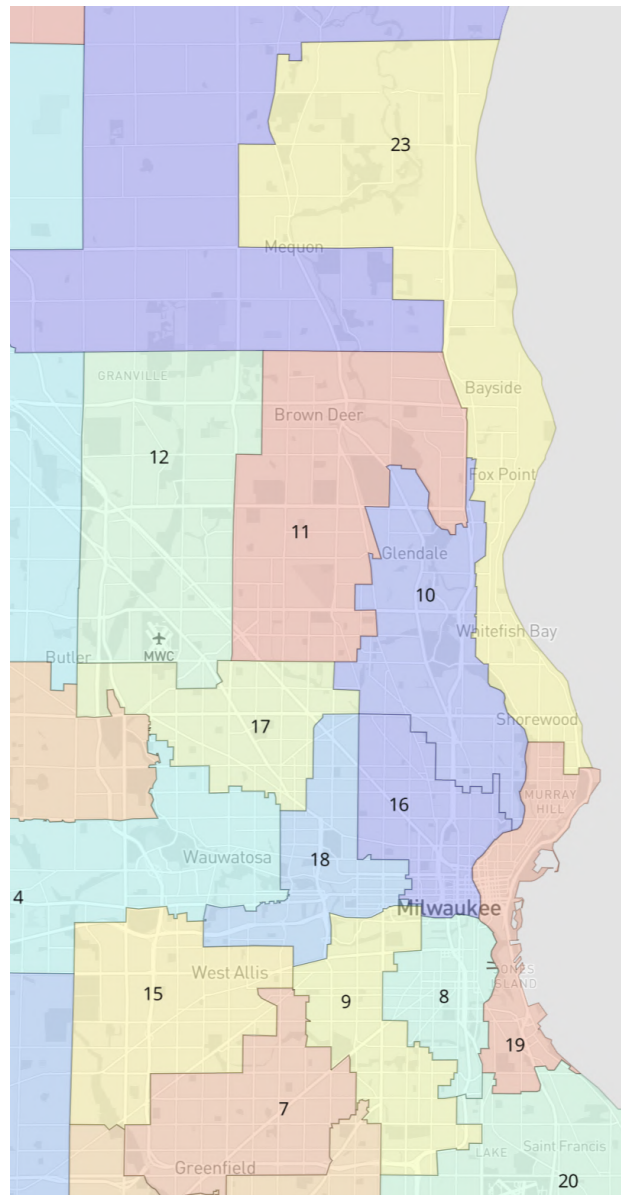 23
Mequon
GRANVILLE
Bayside
Brown Deer
12
Fox Point
11
Glendale
10
Whitefish Bay
Butler
MWC
Shorewood
17
MURRAY
HILL
16
Wauwatosa
18
4
Milwaukee
West Allis
JONES
ISLAND
15
8
9
19
7
Saint Francis
LAKE
Greenfield
20